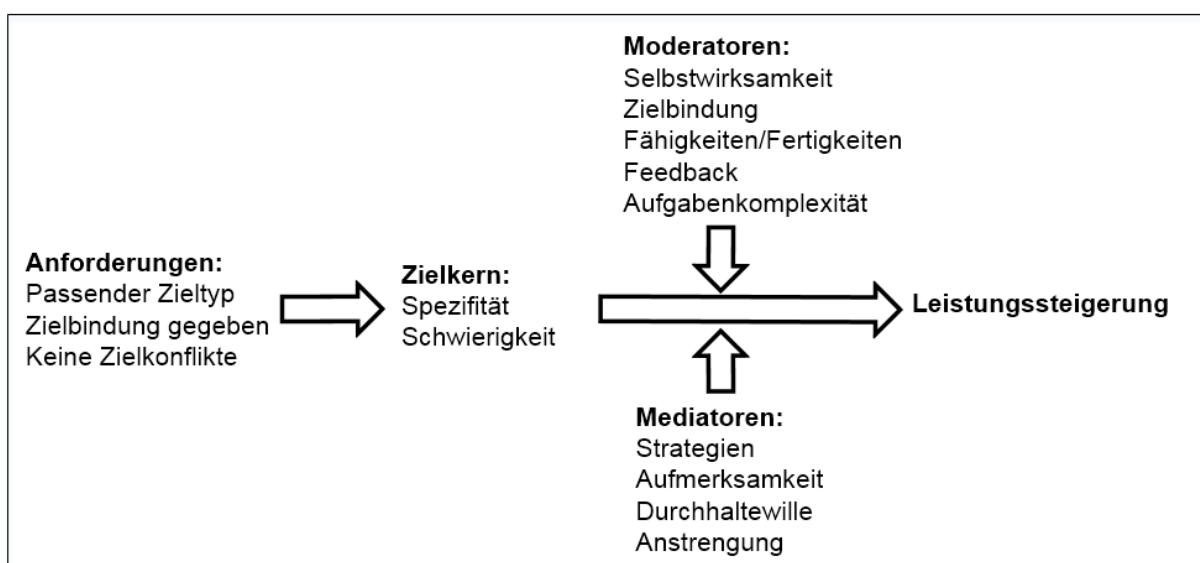 Moderatoren:
Selbstwirksamkeit
Zielbindung
Fähigkeiten/Fertigkeiten
Feedback
Aufgabenkomplexität
Anforderungen:
Passender Zieltyp
Zielbindung gegeben
Keine Zielkonflikte
Zielkern:
Spezifität
Schwierigkeit
Leistungssteigerung
Mediatoren:
Strategien
Aufmerksamkeit
Durchhaltewille
Anstrengung